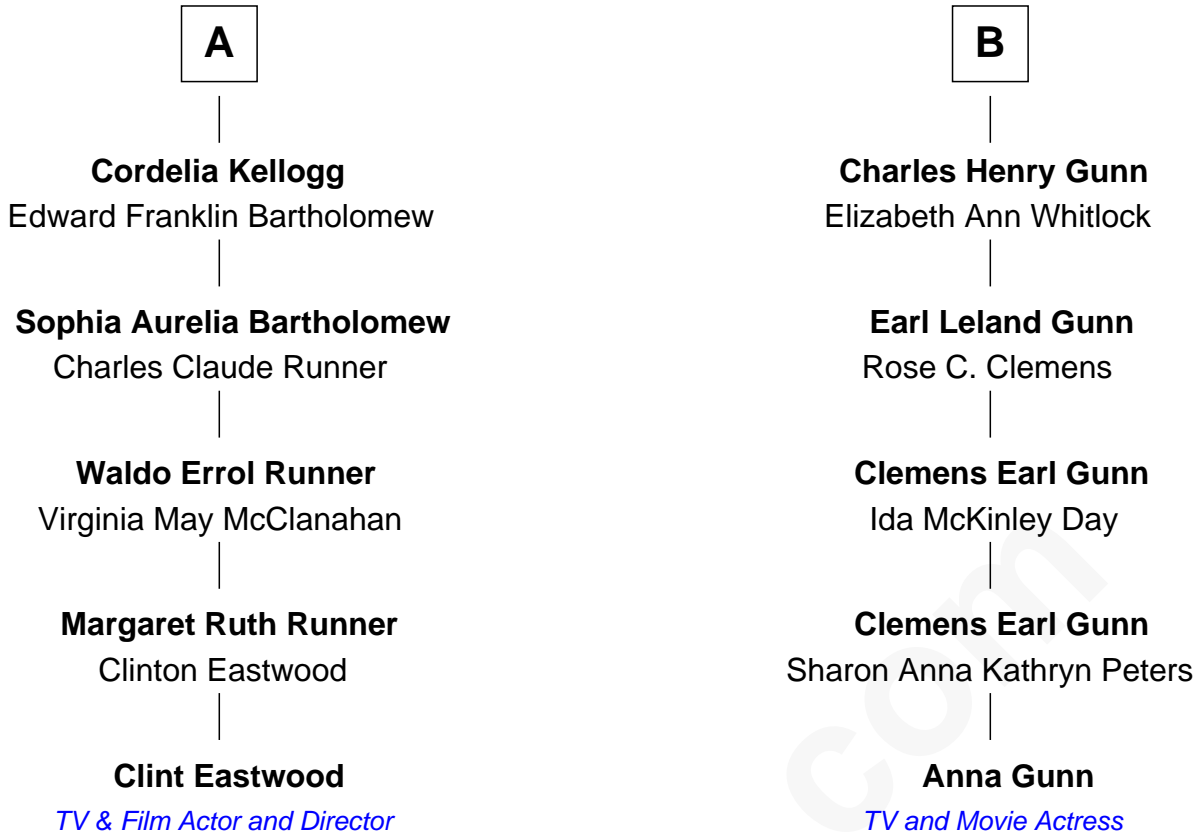 A
B
Cordelia Kellogg
Edward Franklin Bartholomew
Charles Henry Gunn
Elizabeth Ann Whitlock
Sophia Aurelia Bartholomew
Charles Claude Runner
Earl Leland Gunn
Rose C. Clemens
Waldo Errol Runner
Virginia May McClanahan
Clemens Earl Gunn
Ida McKinley Day
Margaret Ruth Runner
Clinton Eastwood
Clemens Earl Gunn
Sharon Anna Kathryn Peters
Clint Eastwood
TV & Film Actor and Director
Anna Gunn
TV and Movie Actress
com